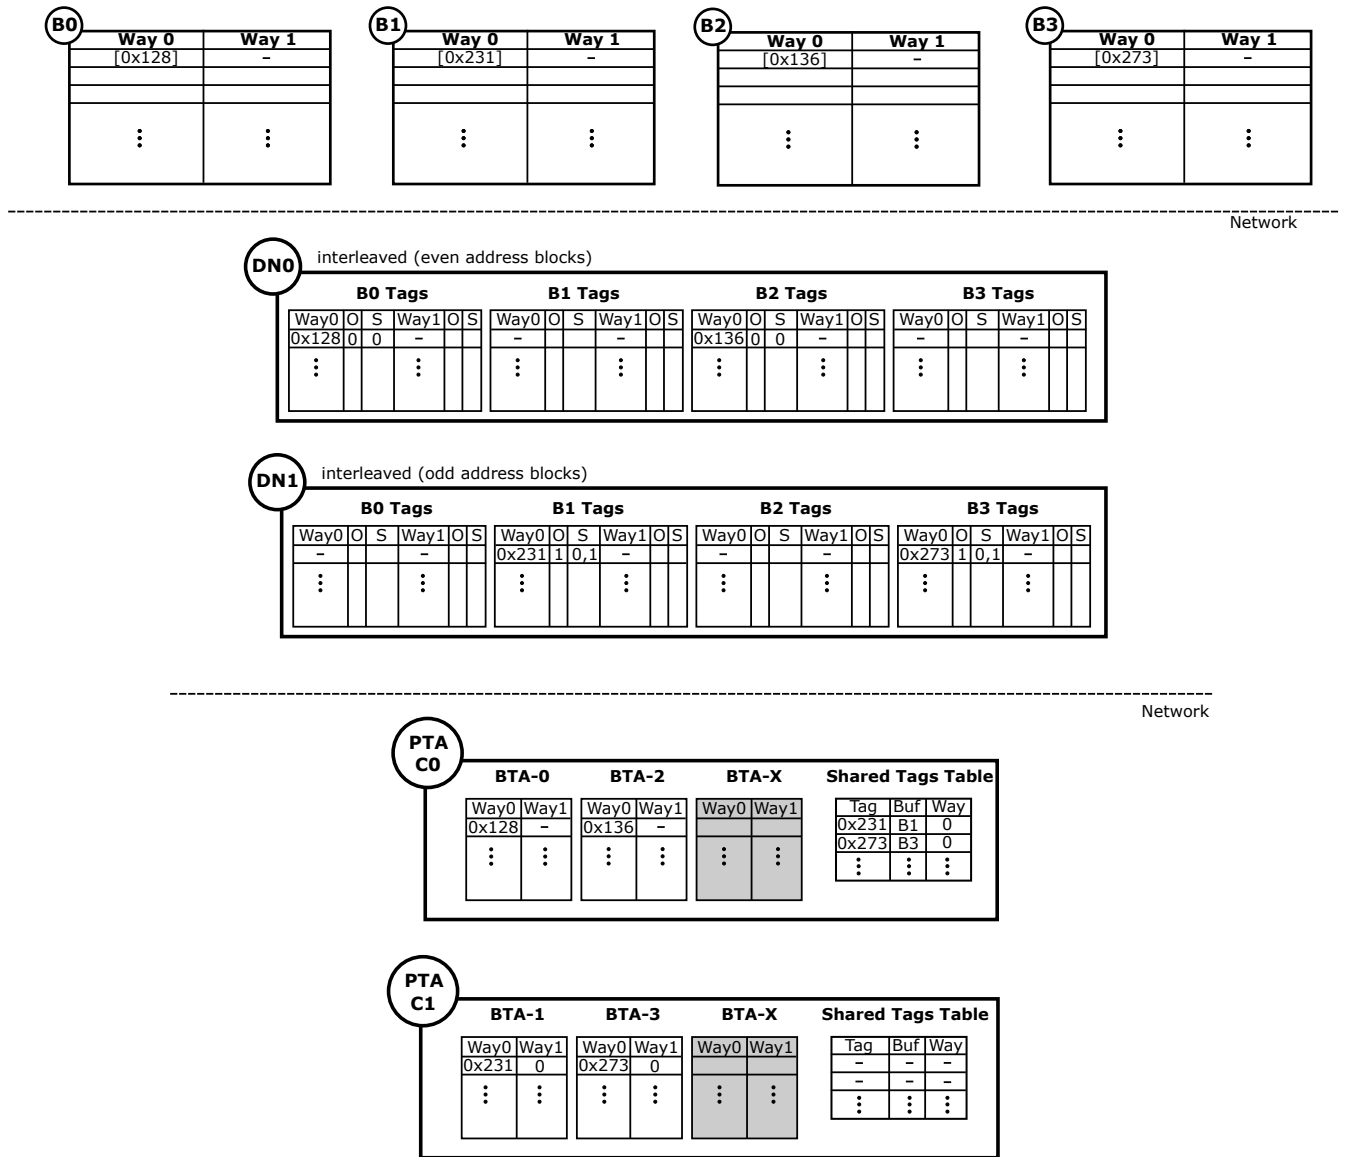 B0 B1 B2 B3
Way 0 Way 1 Way 0 Way 1 Way 0 Way 1 Way 0 Way 1
[0x128] – [0x231] – [0x136] – [0x273] –
Network
DN0 interleaved (even address blocks)
B0 Tags B1 Tags B2 Tags B3 Tags
Way0 O S Way1 O S Way0 O S Way1 O S Way0 O S Way1 O S Way0 O S Way1 O S
0x128 0 0 – – – 0x136 0 0 – – –
DN1 interleaved (odd address blocks)
B0 Tags B1 Tags B2 Tags B3 Tags
Way0 O S Way1 O S Way0 O S Way1 O S Way0 O S Way1 O S Way0 O S Way1 O S
– – 0x231 1 0,1 – – – 0x273 1 0,1 –
Network
PTA
C0
BTA-0 BTA-2 BTA-X Shared Tags Table
Way0 Way1 Way0 Way1 Way0 Way1 Tag Buf Way
0x128 – 0x136 – 0x231 B1 0
0x273 B3 0
PTA
C1
BTA-1 BTA-3 BTA-X Shared Tags Table
Way0 Way1 Way0 Way1 Way0 Way1 Tag Buf Way
0x231 0 0x273 0 – – –
– – –